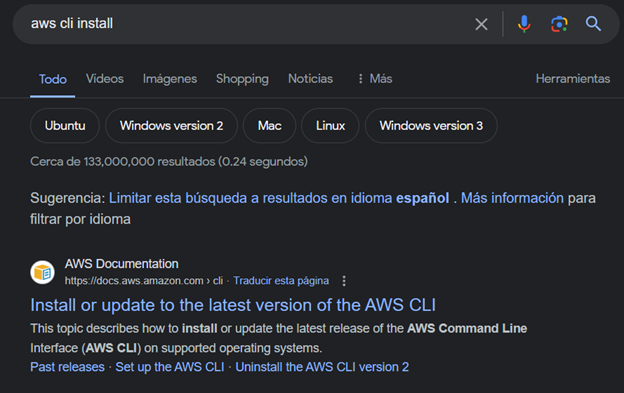 aws cli install
Todo Videos Imágenes Shopping Noticias Más Herramientas
Ubuntu Windows version 2 Mac Linux Windows version 3
Cerca de 133,000,000 resultados (0.24 segundos)
Sugerencia: Limitar esta búsqueda a resultados en idioma español . Más información para
filtrar por idioma
AWS Documentation
https://docs.aws.amazon.com › cli · Traducir esta página
Install or update to the latest version of the AWS CLI
This topic describes how to install or update the latest release of the AWS Command Line
Interface (AWS CLI) on supported operating systems.
Past releases · Set up the AWS CLI · Uninstall the AWS CLI version 2